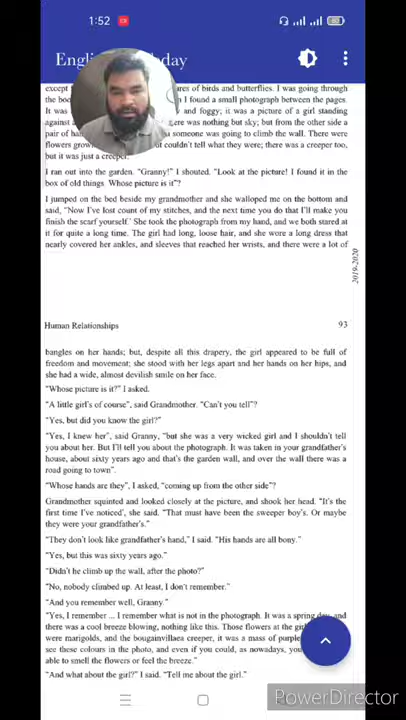 1:52
Engli day
except ares of birds and butterflies. I was going through
the boo I found a small photograph between the pages.
It was and foggy; it was a picture of a girl standing
against a there was nothing but sky; but from the other side a
pair of han someone was going to climb the wall. There were
flowers grow ut couldn't tell what they were; there was a creeper too,
but it was just a creeper.
I ran out into the garden. "Granny!" I shouted. "Look at the picture! I found it in the
box of old things. Whose picture is it"?
I jumped on the bed beside my grandmother and she walloped me on the bottom and
said, "Now I've lost count of my stitches, and the next time you do that I'll make you
finish the scarf yourself.' She took the photograph from my hand, and we both stared at
it for quite a long time. The girl had long, loose hair, and she wore a long dress that
nearly covered her ankles, and sleeves that reached her wrists, and there were a lot of
2019-2020
Human Relationships 93
bangles on her hands; but, despite all this drapery, the girl appeared to be full of
freedom and movement; she stood with her legs apart and her hands on her hips, and
she had a wide, almost devilish smile on her face.
"Whose picture is it?" I asked.
"A little girl's of course", said Grandmother. "Can't you tell"?
"Yes, but did you know the girl?"
"Yes, I knew her", said Granny, "but she was a very wicked girl and I shouldn't tell
you about her. But I'll tell you about the photograph. It was taken in your grandfather's
house, about sixty years ago and that's the garden wall, and over the wall there was a
road going to town".
"Whose hands are they", I asked, "coming up from the other side"?
Grandmother squinted and looked closely at the picture, and shook her head. "It's the
first time I've noticed', she said. "That must have been the sweeper boy's. Or maybe
they were your grandfather's."
"They don't look like grandfather's hand," I said. "His hands are all bony."
"Yes, but this was sixty years ago."
"Didn't he climb up the wall, after the photo?"
"No, nobody climbed up. At least, I don't remember."
"And you remember well, Granny."
"Yes, I remember ... I remember what is not in the photograph. It was a spring day, and
there was a cool breeze blowing, nothing like this. Those flowers at the girl
were marigolds, and the bougainvillaea creeper, it was a mass of purple
see these colours in the photo, and even if you could, as nowadays, you
able to smell the flowers or feel the breeze."
"And what about the girl?" I said. "Tell me about the girl."
PowerDirector